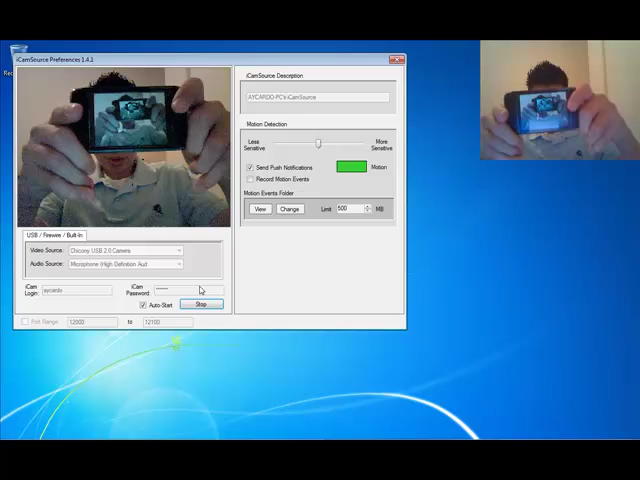 iCamSource Preferences 1.4.1
Rec
iCamSource Description
AYCARDO-PC's iCamSource
Motion Detection
Less Sensitive
More Sensitive
Send Push Notifications
Motion
Record Motion Events
Motion Events Folder
View
Change
Limit
500
MB
USB / Firewire / Built-In
Video Source:
Chicony USB 2.0 Camera
Audio Source:
Microphone (High Definition Aud
iCam Login:
aycardo
iCam Password:
Auto-Start
Stop
Port Range:
12000
to
12100